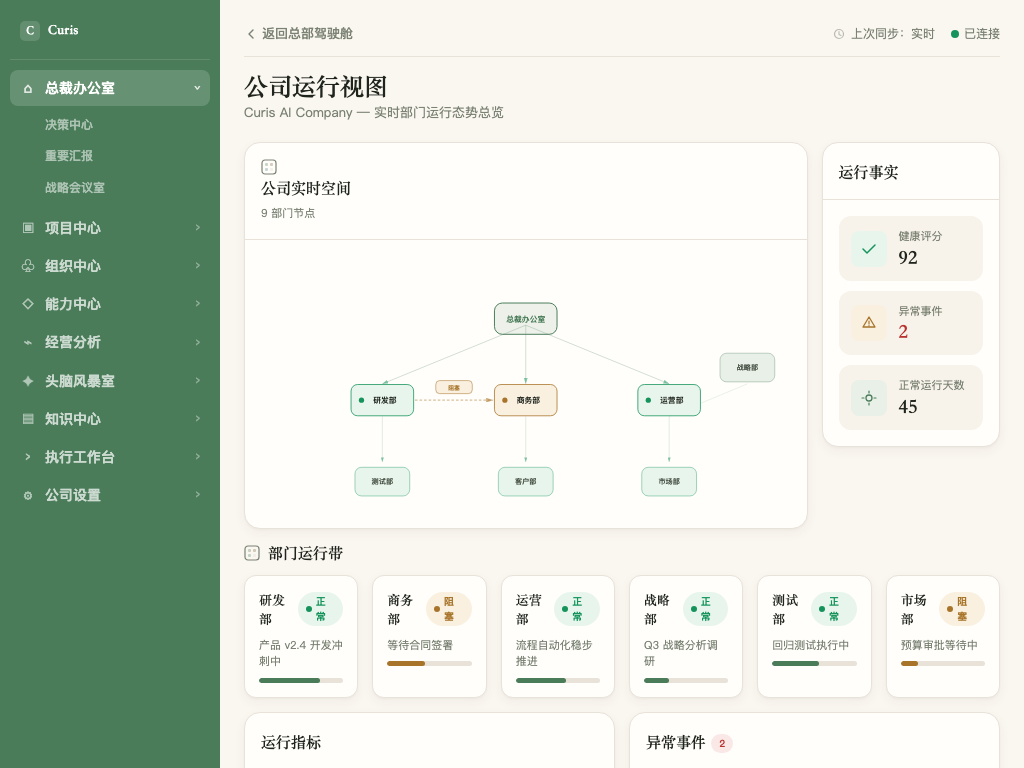 C Curis
总裁办公室
决策中心
重要汇报
战略会议室
项目中心
组织中心
能力中心
经营分析
头脑风暴室
知识中心
执行工作台
公司设置
返回总部驾驶舱
上次同步：实时
已连接
公司运行视图
Curis AI Company — 实时部门运行态势总览
公司实时空间
9 部门节点
总裁办公室
战略部
阻塞
研发部
商务部
运营部
测试部
客户部
市场部
运行事实
健康评分
92
异常事件
2
正常运行天数
45
部门运行带
研发
部
正
常
产品 v2.4 开发冲
刺中
商务
部
阻
塞
等待合同签署
运营
部
正
常
流程自动化稳步
推进
战略
部
正
常
Q3 战略分析调
研
测试
部
正
常
回归测试执行中
市场
部
阻
塞
预算审批等待中
运行指标
异常事件 2